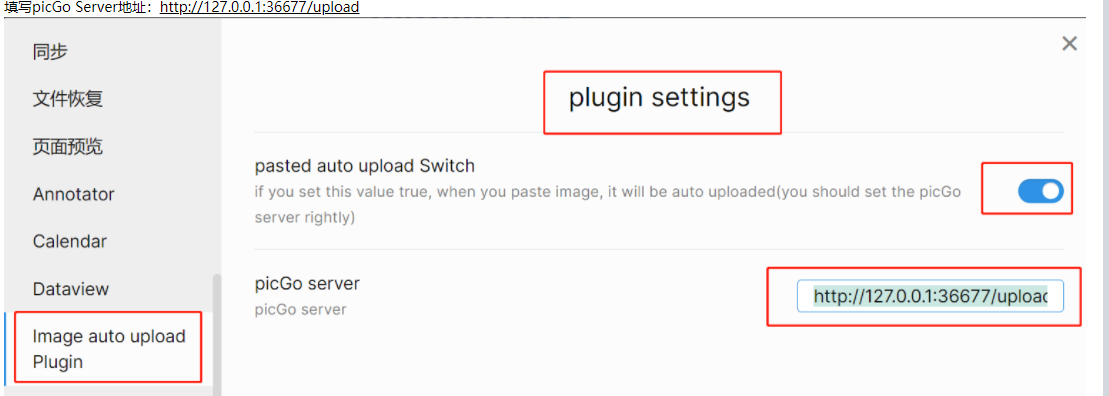 填写picGo Server地址：http://127.0.0.1:36677/upload
同步
文件恢复
页面预览
Annotator
Calendar
Dataview
Image auto upload
Plugin
plugin settings
pasted auto upload Switch
if you set this value true, when you paste image, it will be auto uploaded(you should set the picGo
server rightly)
picGo server
picGo server
http://127.0.0.1:36677/upload